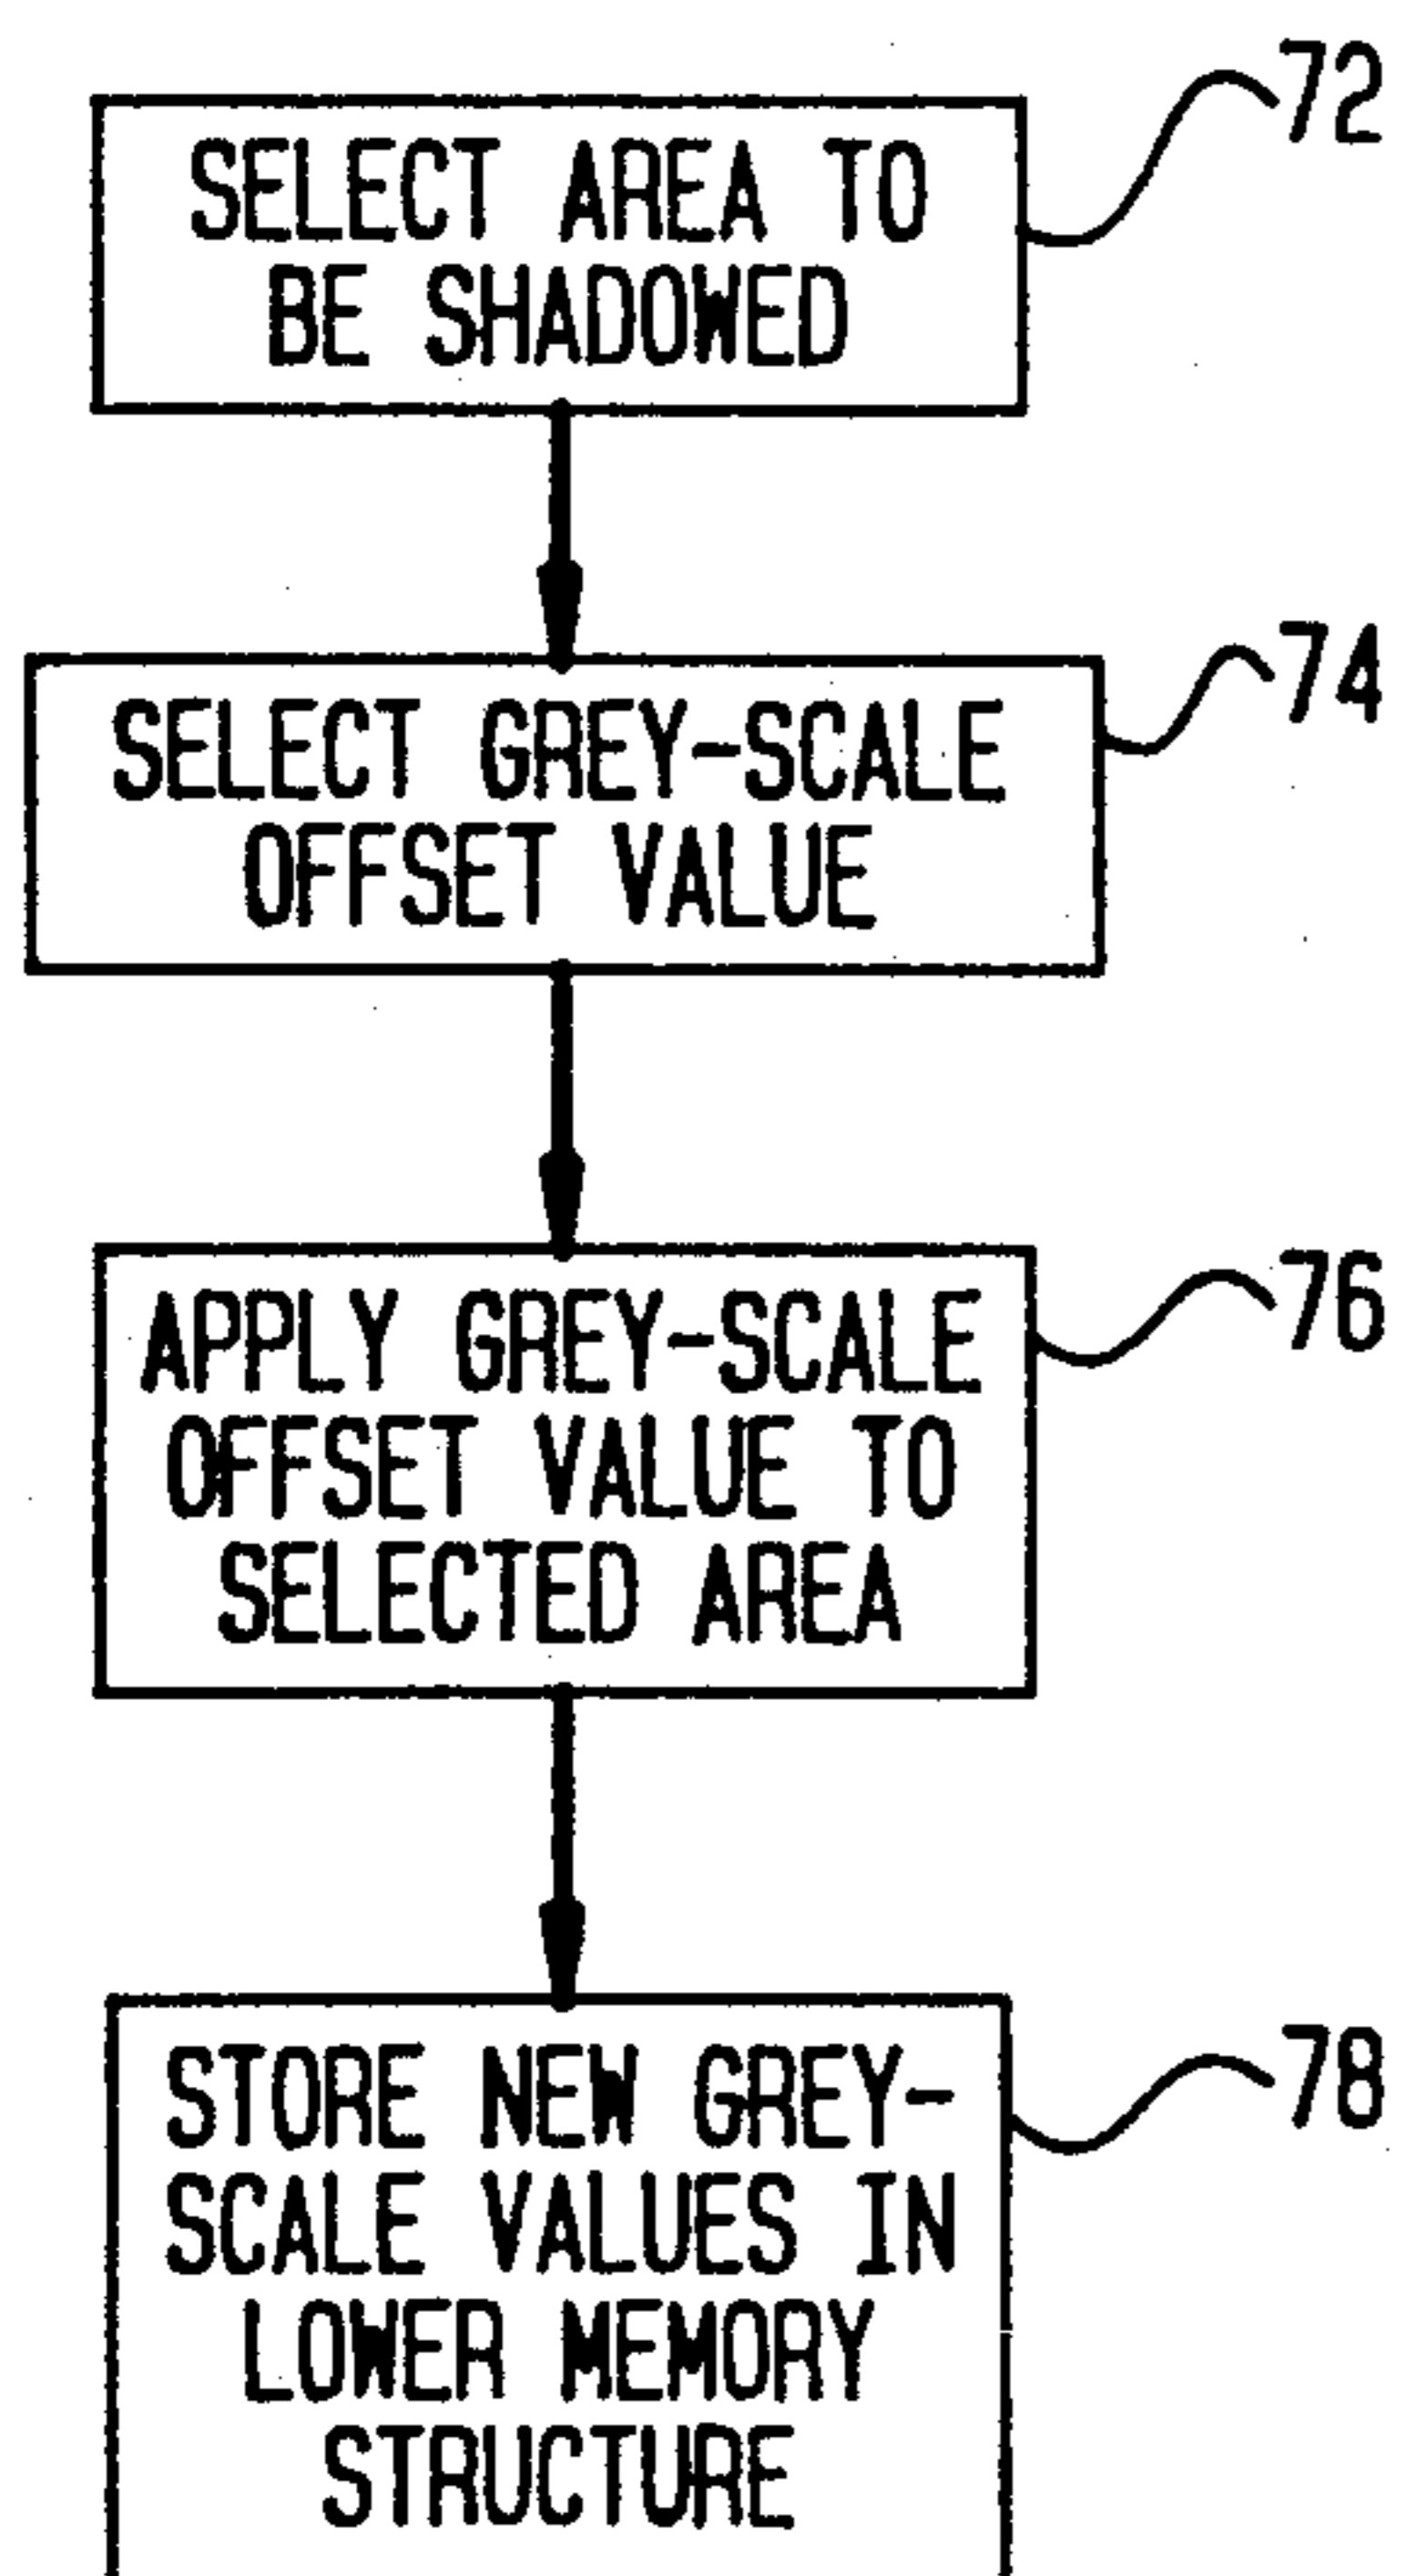 72
SELECT AREA TO
BE SHADOWED
74
SELECT GREY-SCALE
OFFSET VALUE
76
APPLY GREY-SCALE
OFFSET VALUE TO
SELECTED AREA
78
STORE NEW GREY-
SCALE VALUES IN
LOWER MEMORY
STRUCTURE